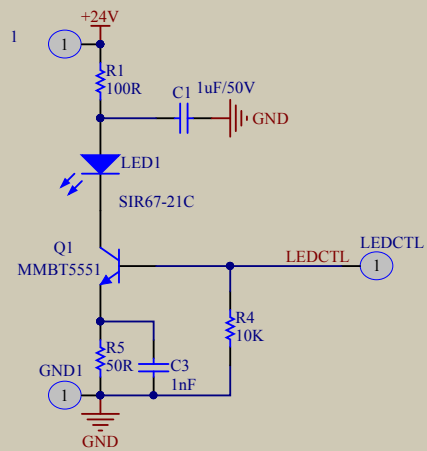 +24V
1
1
R1
100R
C1
1uF/50V
GND
LED1
SIR67-21C
Q1
MMBT5551
LEDCTL
LEDCTL
1
R4
10K
R5
50R
C3
1nF
GND1
1
GND